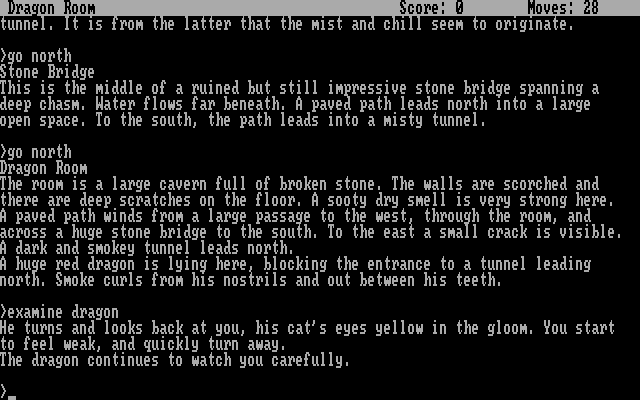 Dragon Room Score: 0 Moves: 28
tunnel. It is from the latter that the mist and chill seem to originate.
>go north
Stone Bridge
This is the middle of a ruined but still impressive stone bridge spanning a
deep chasm. Water flows far beneath. A paved path leads north into a large
open space. To the south, the path leads into a misty tunnel.
>go north
Dragon Room
The room is a large cavern full of broken stone. The walls are scorched and
there are deep scratches on the floor. A sooty dry smell is very strong here.
A paved path winds from a large passage to the west, through the room, and
across a huge stone bridge to the south. To the east a small crack is visible.
A dark and smokey tunnel leads north.
A huge red dragon is lying here, blocking the entrance to a tunnel leading
north. Smoke curls from his nostrils and out between his teeth.
>examine dragon
He turns and looks back at you, his cat's eyes yellow in the gloom. You start
to feel weak, and quickly turn away.
The dragon continues to watch you carefully.
>_